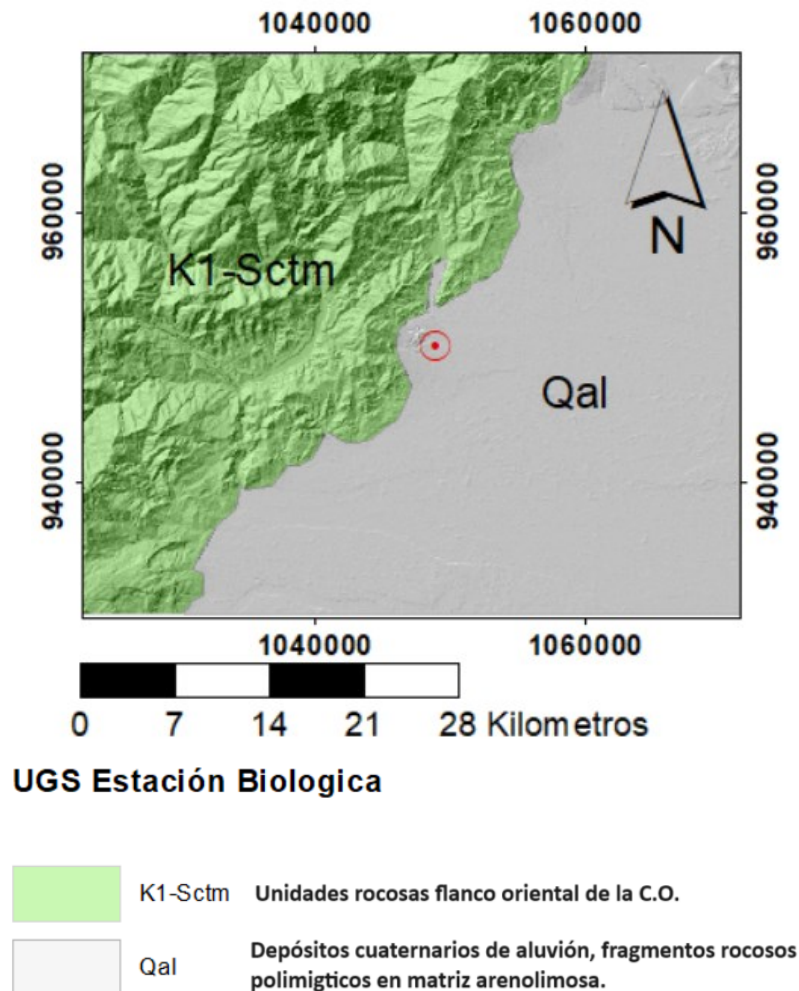 1040000 1060000
960000 960000
N
K1-Sctm
Qal
940000 940000
1040000 1060000
0 7 14 21 28 Kilometros
UGS Estación Biologica
K1-Sctm Unidades rocosas flanco oriental de la C.O.
Qal Depósitos cuaternarios de aluvión, fragmentos rocosos
polimigticos en matriz arenolimosa.